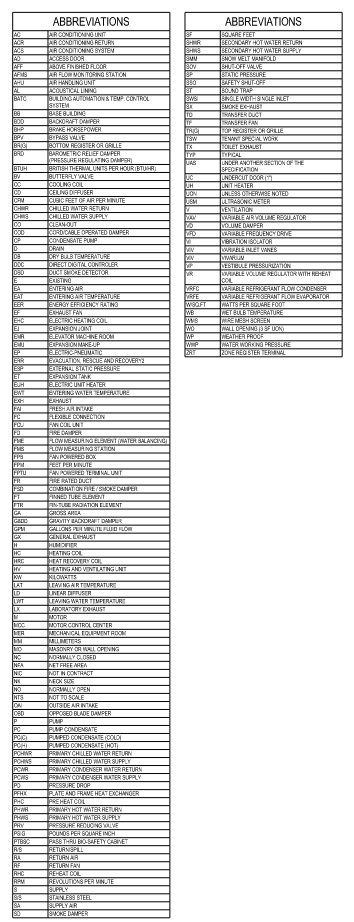 ABBREVIATIONS
AC AIR CONDITIONING UNIT
ACR AIR CONDITIONING RETURN
ACS AIR CONDITIONING SYSTEM
AD ACCESS DOOR
AFF ABOVE FINISHED FLOOR
AFMS AIR FLOW MONITORING STATION
AHU AIR HANDLING UNIT
AL ACOUSTICAL LINING
BATC BUILDING AUTOMATION & TEMP. CONTROL
SYSTEM
BB BASE BUILDING
BDD BACKDRAFT DAMPER
BHP BRAKE HORSEPOWER
BPV BYPASS VALVE
BR(G) BOTTOM REGISTER OR GRILLE
BRD BAROMETRIC RELIEF DAMPER
(PRESSURE REGULATING DAMPER)
BTUH BRITISH THERMAL UNITS PER HOUR (BTU/HR)
BV BUTTERFLY VALVE
CC COOLING COIL
CD CEILING DIFFUSER
CFM CUBIC FEET OF AIR PER MINUTE
CHWR CHILLED WATER RETURN
CHWS CHILLED WATER SUPPLY
CO CLEAN-OUT
COD CORD/CABLE OPERATED DAMPER
CP CONDENSATE PUMP
D DRAIN
DB DRY BULB TEMPERATURE
DDC DIRECT DIGITAL CONTROLER
DSD DUCT SMOKE DETECTOR
E EXISTING
EA ENTERING AIR
EAT ENTERING AIR TEMPERATURE
EER ENERGY EFFICIENCY RATING
EF EXHAUST FAN
EHC ELECTRIC HEATING COIL
EJ EXPANSION JOINT
EMR ELEVATOR MACHINE ROOM
EMU EXPANSION MAKE-UP
EP ELECTRIC-PNEUMATIC
ERR EVACUATION, RESCUE AND RECOVERY2
ESP EXTERNAL STATIC PRESSURE
ET EXPANSION TANK
EUH ELECTRIC UNIT HEATER
EWT ENTERING WATER TEMPERATURE
EXH EXHAUST
FAI FRESH AIR INTAKE
FC FLEXIBLE CONNECTION
FCU FAN COIL UNIT
FD FIRE DAMPER
FME FLOW MEASURING ELEMENT (WATER BALANCING)
FMS FLOW MEASURING STATION
FPB FAN POWERED BOX
FPM FEET PER MINUTE
FPTU FAN POWERED TERMINAL UNIT
FR FIRE RATED DUCT
FSD COMBINATION FIRE / SMOKE DAMPER
FT FINNED TUBE ELEMENT
FTR FIN-TUBE RADIATION ELEMENT
GA GROSS AREA
GBDD GRAVITY BACKDRAFT DAMPER
GPM GALLONS PER MINUTE FLUID FLOW
GX GENERAL EXHAUST
H HUMIDIFIER
HC HEATING COIL
HRC HEAT RECOVERY COIL
HV HEATING AND VENTILATING UNIT
KW KILOWATTS
LAT LEAVING AIR TEMPERATURE
LD LINEAR DIFFUSER
LWT LEAVING WATER TEMPERATURE
LX LABORATORY EXHAUST
M MOTOR
MCC MOTOR CONTROL CENTER
MER MECHANICAL EQUIPMENT ROOM
MM MILLIMETERS
MO MASONRY OR WALL OPENING
NC NORMALLY CLOSED
NFA NET FREE AREA
NIC NOT IN CONTRACT
NK NECK SIZE
NO NORMALLY OPEN
NTS NOT TO SCALE
OAI OUTSIDE AIR INTAKE
OBD OPPOSED BLADE DAMPER
P PUMP
PC PUMP CONDENSATE
PC(C) PUMPED CONDENSATE (COLD)
PC(H) PUMPED CONDENSATE (HOT)
PCHWR PRIMARY CHILLED WATER RETURN
PCHWS PRIMARY CHILLED WATER SUPPLY
PCWR PRIMARY CONDENSER WATER RETURN
PCWS PRIMARY CONDENSER WATER SUPPLY
PD PRESSURE DROP
PFHX PLATE AND FRAME HEAT EXCHANGER
PHC PRE HEAT COIL
PHWR PRIMARY HOT WATER RETURN
PHWS PRIMARY HOT WATER SUPPLY
PRV PRESSURE REDUCING VALVE
PSIG POUNDS PER SQUARE INCH
PTBSC PASS THRU BIO-SAFETY CABINET
R/S RETURN/SPILL
RA RETURN AIR
RF RETURN FAN
RHC REHEAT COIL
RPM REVOLUTIONS PER MINUTE
S SUPPLY
S/S STAINLESS STEEL
SA SUPPLY AIR
SD SMOKE DAMPER
ABBREVIATIONS
SF SQUARE FEET
SHWR SECONDARY HOT WATER RETURN
SHWS SECONDARY HOT WATER SUPPLY
SMM SNOW MELT MANIFOLD
SOV SHUT-OFF VALVE
SP STATIC PRESSURE
SSO SAFETY SHUT-OFF
ST SOUND TRAP
SWSI SINGLE WIDTH SINGLE INLET
SX SMOKE EXHAUST
TD TRANSFER DUCT
TF TRANSFER FAN
TR(G) TOP REGISTER OR GRILLE
TSW TENANT SPECIAL WORK
TX TOILET EXHAUST
TYP TYPICAL
UAS UNDER ANOTHER SECTION OF THE
SPECIFICATION
UC UNDERCUT DOOR (1")
UH UNIT HEATER
UON UNLESS OTHERWISE NOTED
USM ULTRASONIC METER
V VENTILATION
VAV VARIABLE AIR VOLUME REGULATOR
VD VOLUME DAMPER
VFD VARIABLE FREQUENCY DRIVE
VI VIBRATION ISOLATOR
VIV VARIABLE INLET VANES
VIV VIVARIUM
VP VESTIBULE PRESSURIZATION
VR VARIABLE VOLUME REGULATOR WITH REHEAT
COIL
VRFC VARIABLE REFRIGERANT FLOW CONDENSER
VRFE VARIABLE REFRIGERANT FLOW EVAPORATOR
W/SQ.FT WATTS PER SQUARE FOOT
WB WET BULB TEMPERATURE
WMS WIRE MESH SCREEN
WO WALL OPENING (3 SF UON)
WP WEATHER PROOF
WWP WATER WORKING PRESSURE
ZRT ZONE REGISTER TERMINAL